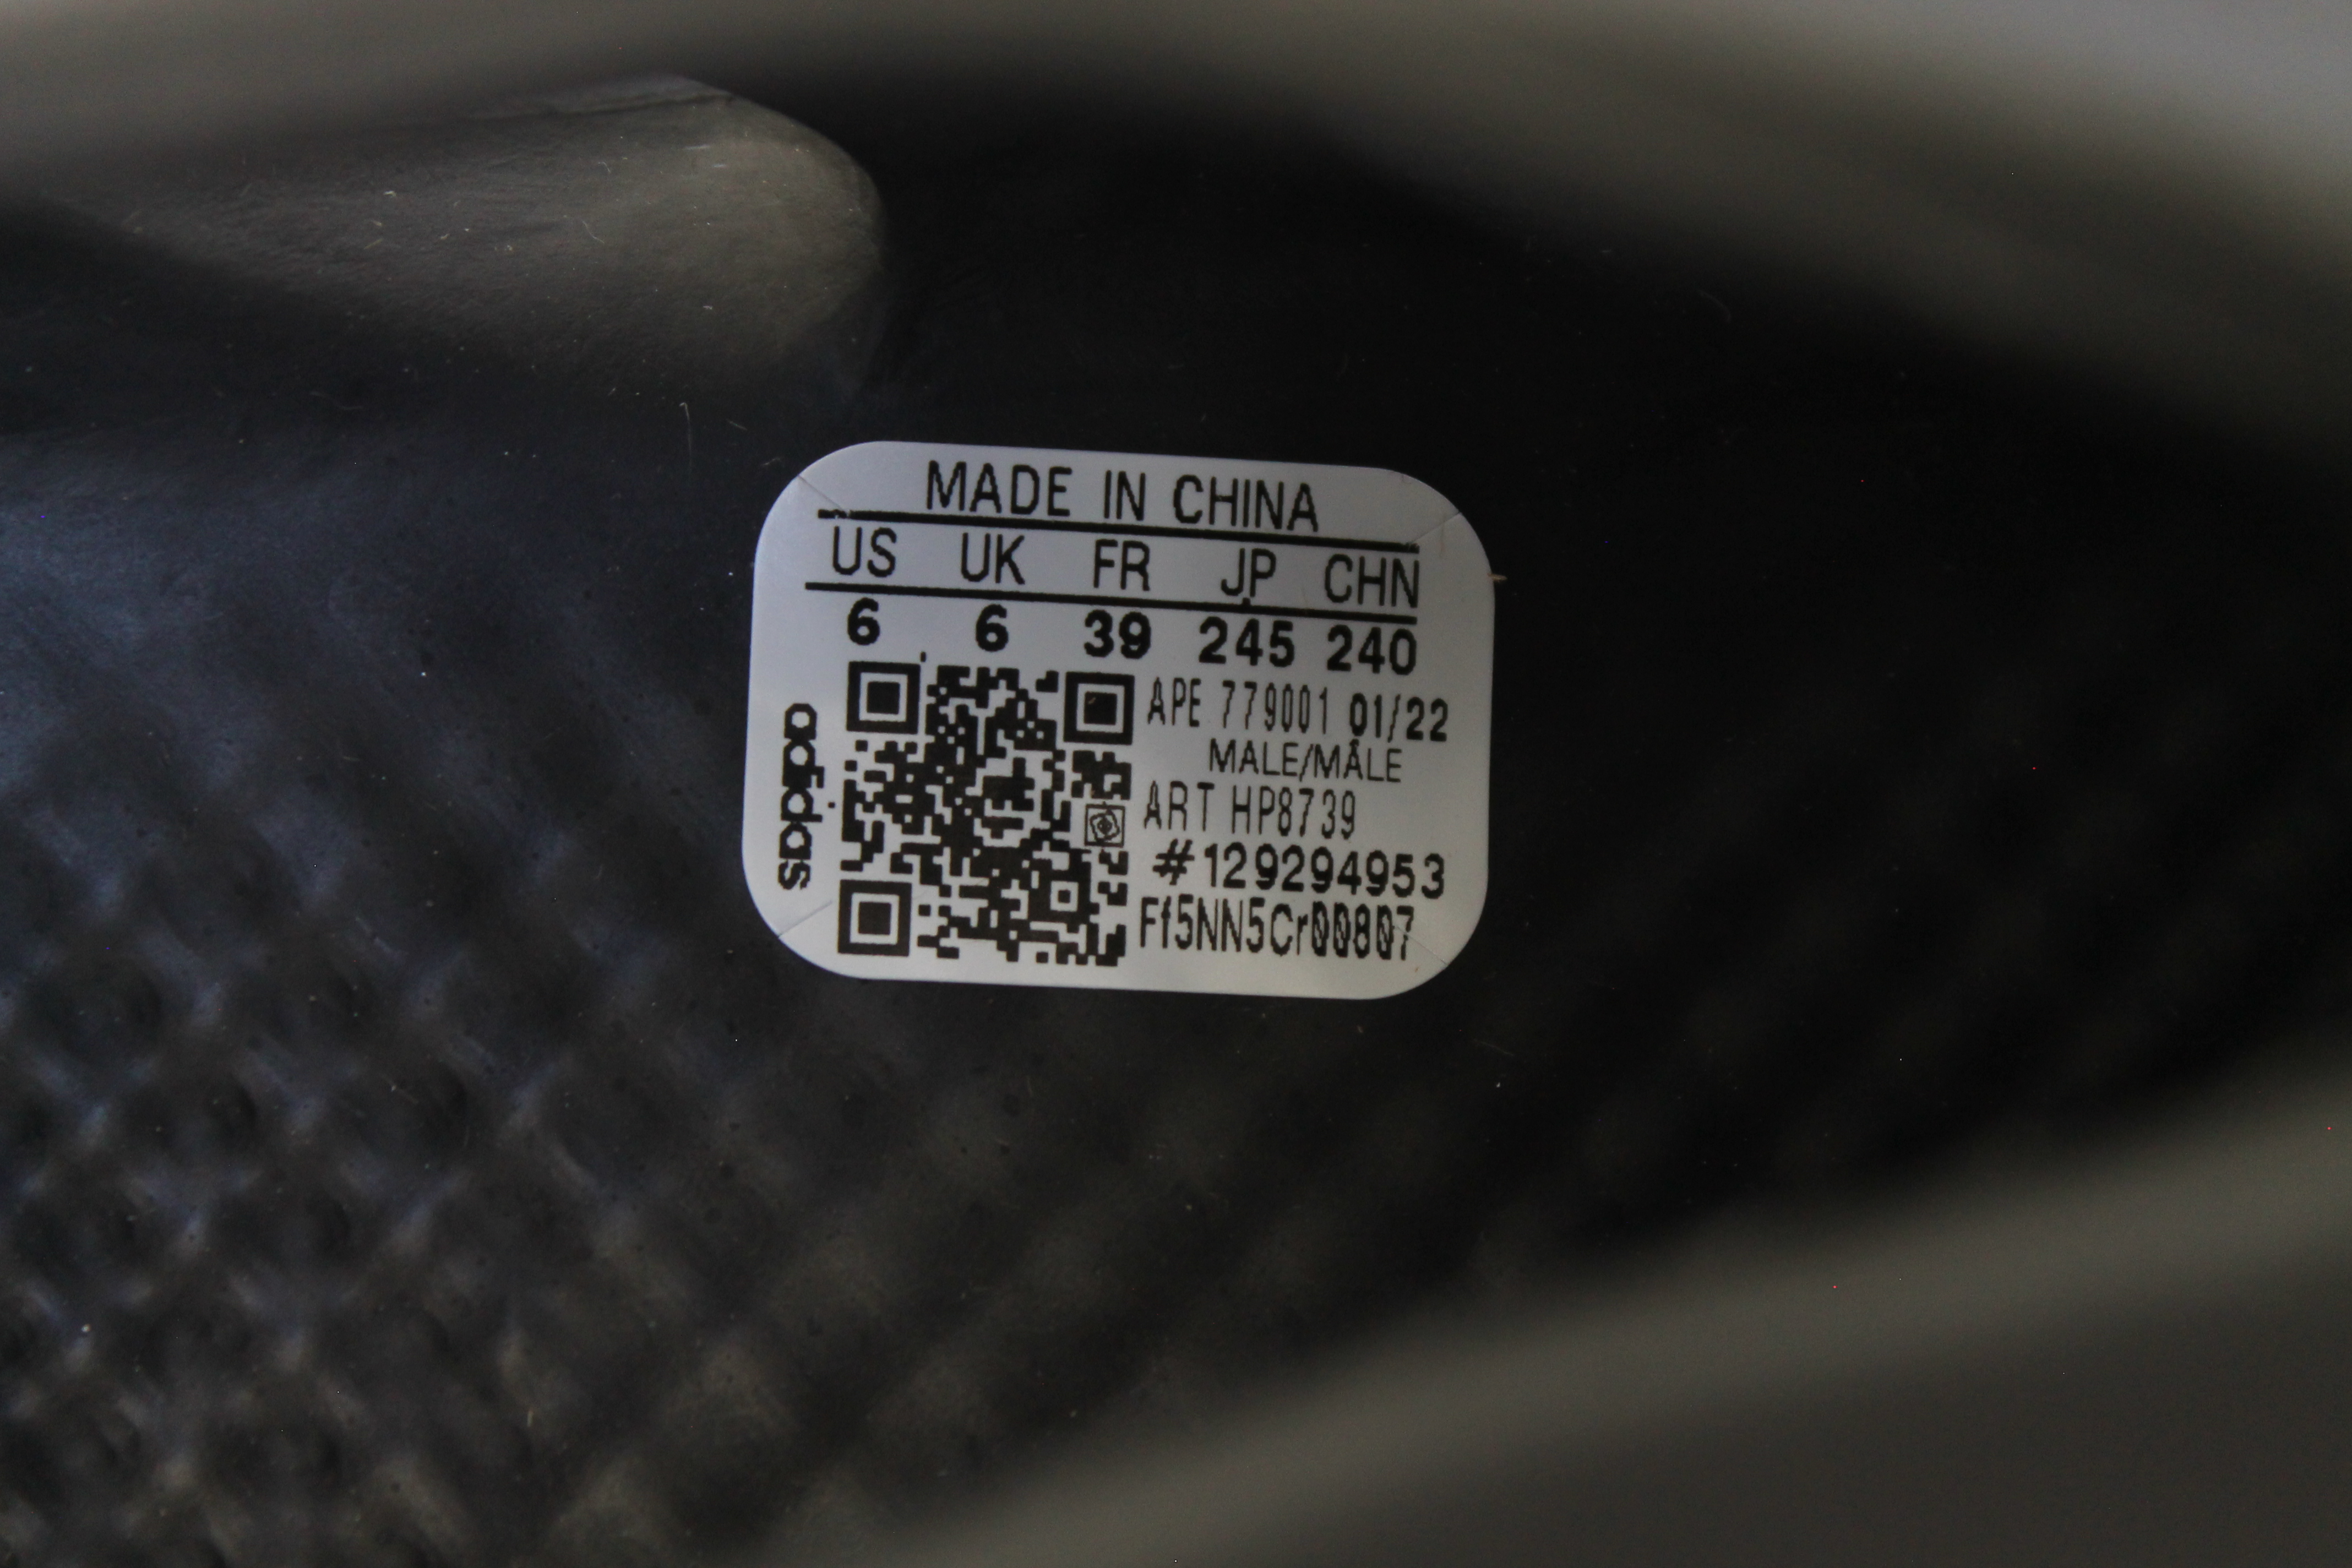 MADE IN CHINA
US UK FR JP CHN
6 6 39 245 240
APE 779001 01/22
MALE/MÂLE
ART HP8739
#129294953
Ff5NN5Cr00807
adidas